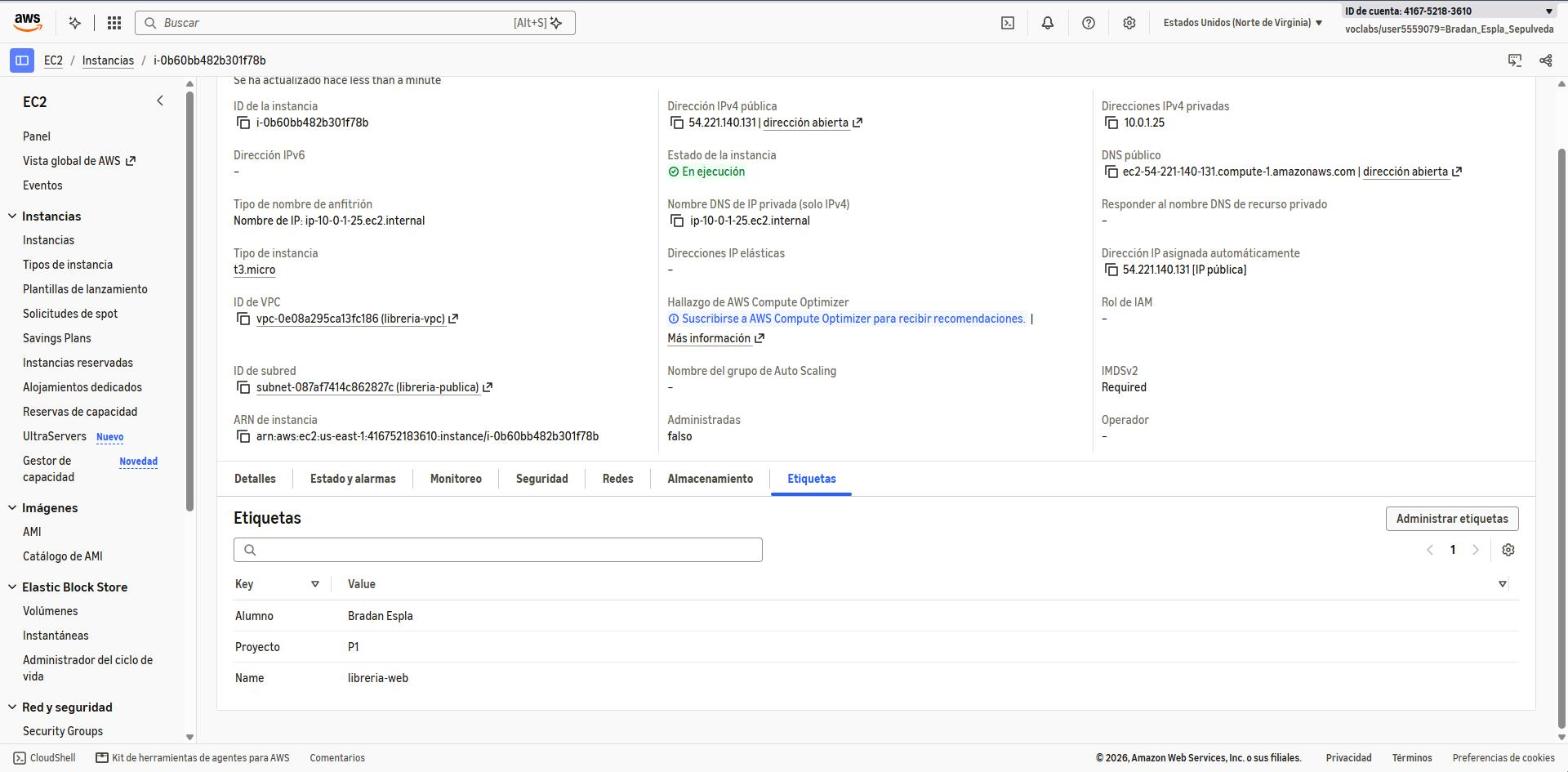 aws
Buscar
[Alt+S]
Estados Unidos (Norte de Virginia)
ID de cuenta: 4167-5218-3610
voclabs/user5559079=Bradan_Espla_Sepulveda
EC2 / Instancias / i-0b60bb482b301f78b
EC2
Panel
Vista global de AWS
Eventos
Instancias
Instancias
Tipos de instancia
Plantillas de lanzamiento
Solicitudes de spot
Savings Plans
Instancias reservadas
Alojamientos dedicados
Reservas de capacidad
UltraServers Nuevo
Gestor de Novedad
capacidad
Imágenes
AMI
Catálogo de AMI
Elastic Block Store
Volúmenes
Instantáneas
Administrador del ciclo de
vida
Red y seguridad
Security Groups
Se ha actualizado hace less than a minute
ID de la instancia
i-0b60bb482b301f78b
Dirección IPv4 pública
54.221.140.131 | dirección abierta
Direcciones IPv4 privadas
10.0.1.25
Dirección IPv6
–
Estado de la instancia
En ejecución
DNS público
ec2-54-221-140-131.compute-1.amazonaws.com | dirección abierta
Tipo de nombre de anfitrión
Nombre de IP: ip-10-0-1-25.ec2.internal
Nombre DNS de IP privada (solo IPv4)
ip-10-0-1-25.ec2.internal
Responder al nombre DNS de recurso privado
–
Tipo de instancia
t3.micro
Direcciones IP elásticas
–
Dirección IP asignada automáticamente
54.221.140.131 [IP pública]
ID de VPC
vpc-0e08a295ca13fc186 (libreria-vpc)
Hallazgo de AWS Compute Optimizer
Suscribirse a AWS Compute Optimizer para recibir recomendaciones. |
Más información
Rol de IAM
–
ID de subred
subnet-087af7414c862827c (libreria-publica)
Nombre del grupo de Auto Scaling
–
IMDSv2
Required
ARN de instancia
arn:aws:ec2:us-east-1:416752183610:instance/i-0b60bb482b301f78b
Administradas
falso
Operador
–
Detalles
Estado y alarmas
Monitoreo
Seguridad
Redes
Almacenamiento
Etiquetas
Etiquetas
Administrar etiquetas
1
Key Value
Alumno Bradan Espla
Proyecto P1
Name libreria-web
CloudShell
Kit de herramientas de agentes para AWS
Comentarios
© 2026, Amazon Web Services, Inc. o sus filiales.
Privacidad
Términos
Preferencias de cookies